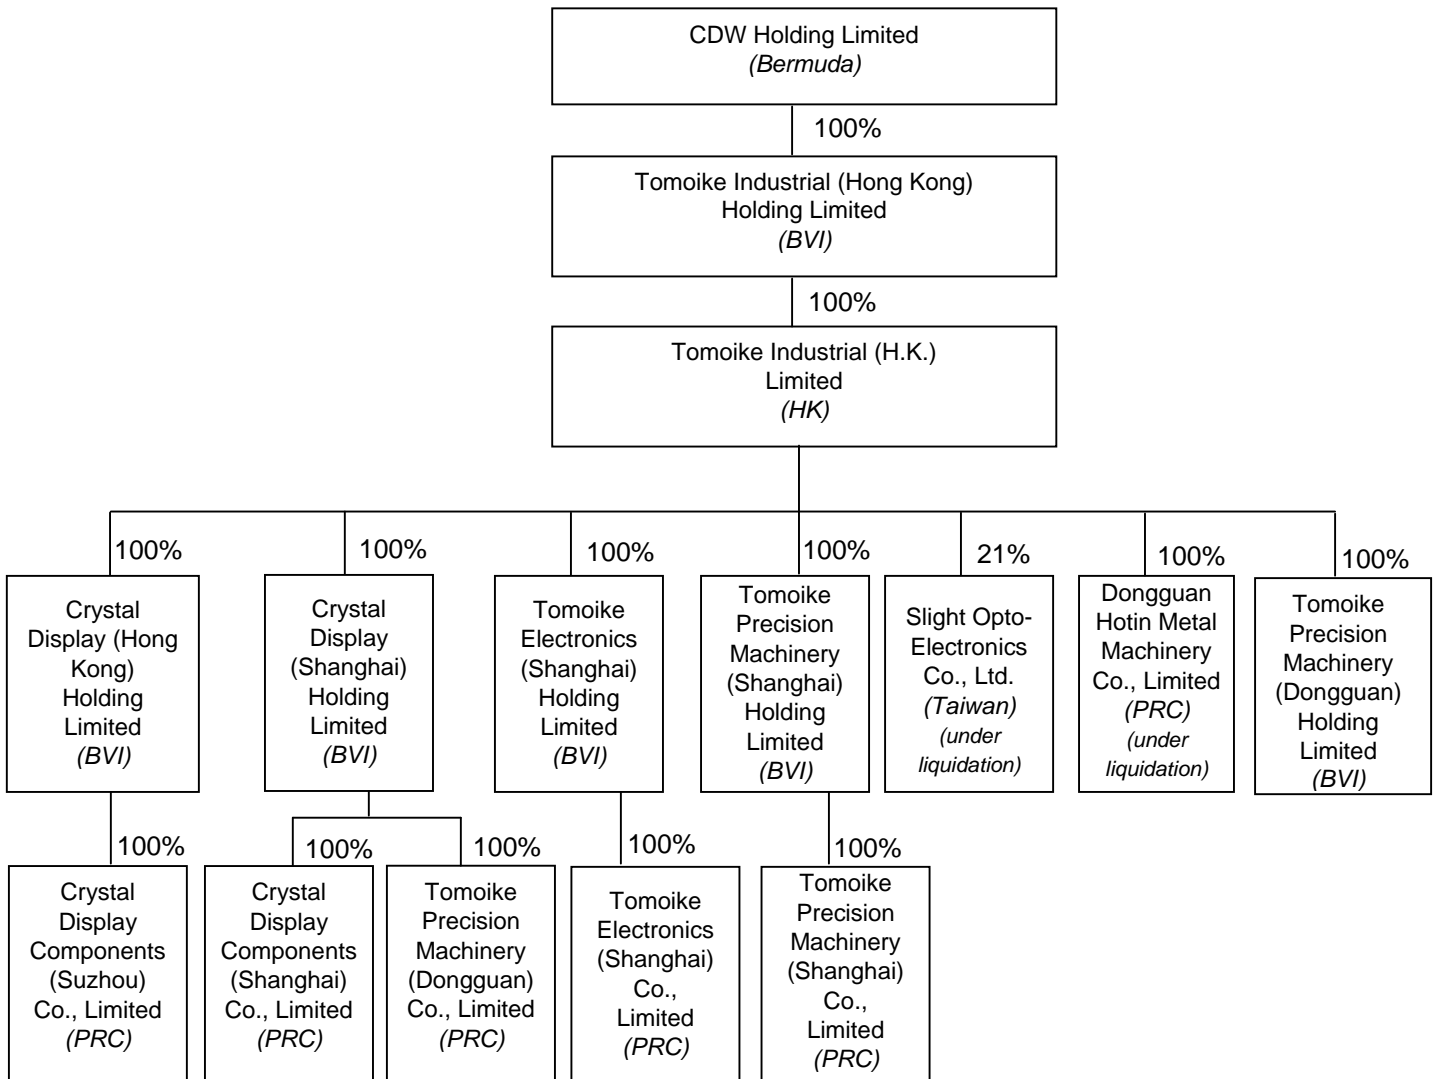 CDW Holding Limited
(Bermuda)
100%
Tomoike Industrial (Hong Kong)
Holding Limited
(BVI)
100%
Tomoike Industrial (H.K.)
Limited
(HK)
100%
100%
100%
100%
21%
100%
100%
Crystal
Display (Hong
Kong)
Holding
Limited
(BVI)
Crystal
Display
(Shanghai)
Holding
Limited
(BVI)
Tomoike
Electronics
(Shanghai)
Holding
Limited
(BVI)
Tomoike
Precision
Machinery
(Shanghai)
Holding
Limited
(BVI)
Slight Opto-
Electronics
Co., Ltd.
(Taiwan)
(under
liquidation)
Dongguan
Hotin Metal
Machinery
Co., Limited
(PRC)
(under
liquidation)
Tomoike
Precision
Machinery
(Dongguan)
Holding
Limited
(BVI)
100%
100%
100%
100%
100%
Crystal
Display
Components
(Suzhou)
Co., Limited
(PRC)
Crystal
Display
Components
(Shanghai)
Co., Limited
(PRC)
Tomoike
Precision
Machinery
(Dongguan)
Co., Limited
(PRC)
Tomoike
Electronics
(Shanghai)
Co.,
Limited
(PRC)
Tomoike
Precision
Machinery
(Shanghai)
Co.,
Limited
(PRC)